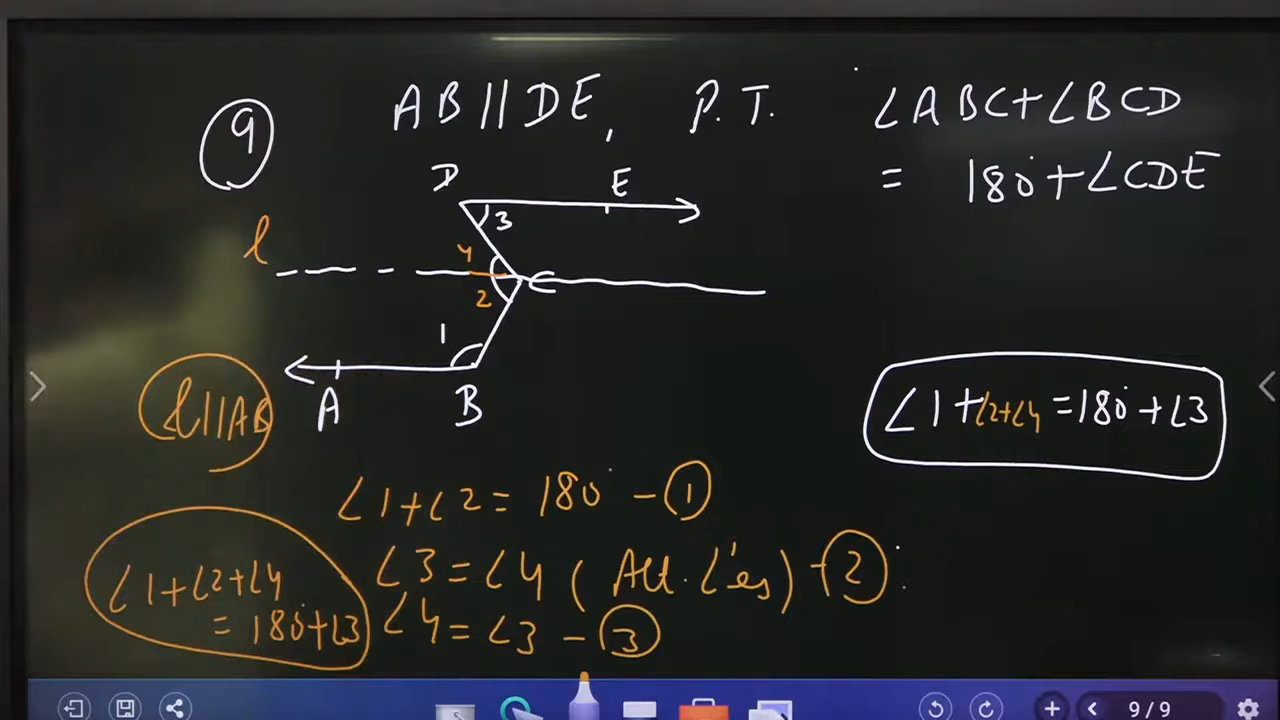 9
AB||DE, P.T. ∠ABC+∠BCD
= 180°+∠CDE
D
E
3
l
4
2
1
A
B
l||AB
∠1+∠2+∠4=180°+∠3
∠1+∠2=180° -①
∠3=∠4 (Alt. ∠'es) -②
∠4=∠3 -③
∠1+∠2+∠4
=180°+∠3
9/9